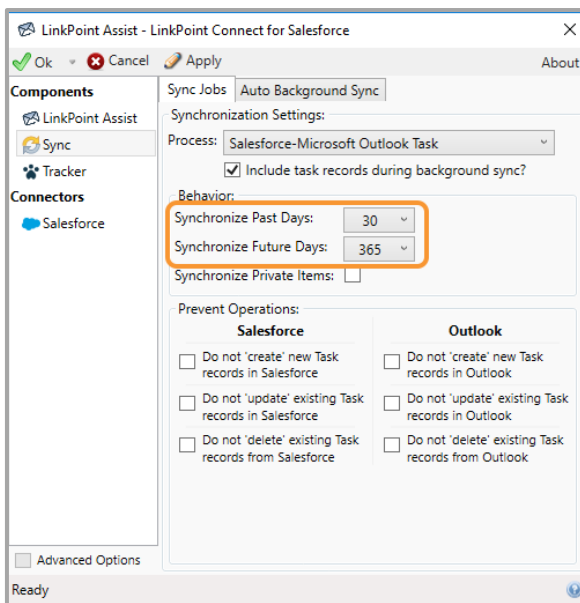 LinkPoint Assist - LinkPoint Connect for Salesforce
Ok Cancel Apply About
Components
LinkPoint Assist
Sync
Tracker
Connectors
Salesforce
Advanced Options
Sync Jobs Auto Background Sync
Synchronization Settings:
Process: Salesforce-Microsoft Outlook Task
Include task records during background sync?
Behavior:
Synchronize Past Days: 30
Synchronize Future Days: 365
Synchronize Private Items:
Prevent Operations:
Salesforce
Do not 'create' new Task
records in Salesforce
Do not 'update' existing Task
records in Salesforce
Do not 'delete' existing Task
records from Salesforce
Outlook
Do not 'create' new Task
records in Outlook
Do not 'update' existing Task
records in Outlook
Do not 'delete' existing Task
records from Outlook
Ready